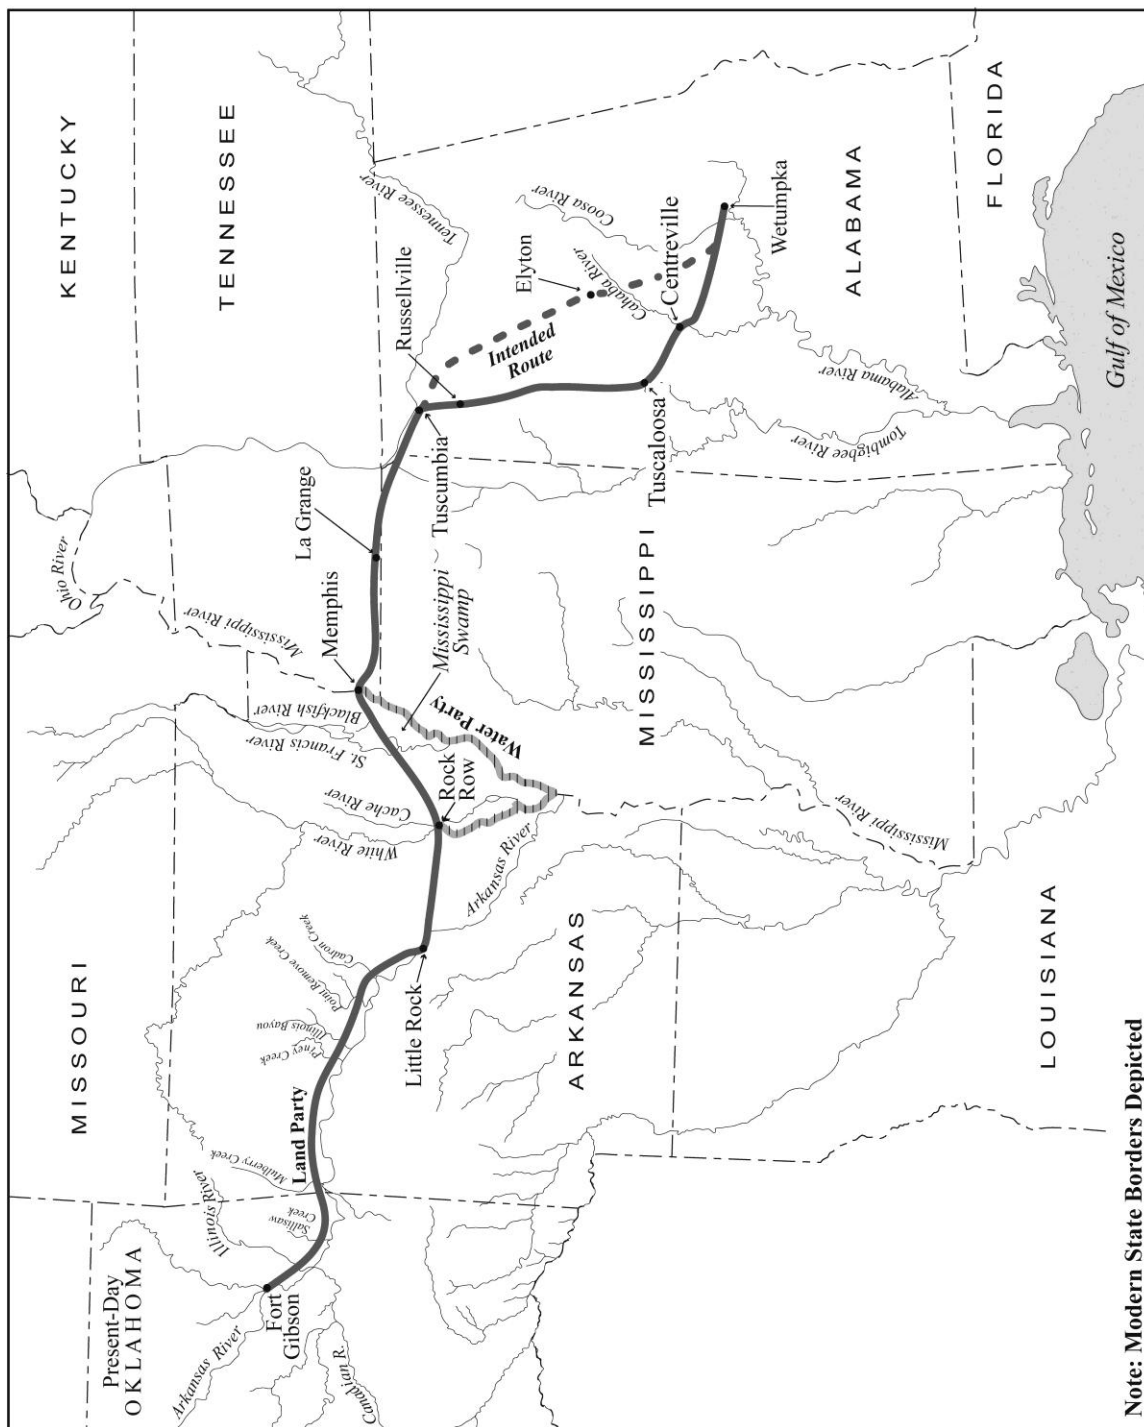 KENTUCKY
TENNESSEE
MISSOURI
Present-Day
OKLAHOMA
ARKANSAS
LOUISIANA
MISSISSIPPI
ALABAMA
FLORIDA
Gulf of Mexico
Ohio River
Mississippi River
Tennessee River
Blackfish River
St. Francis River
Cache River
White River
Cadron Creek
Point Remove Creek
Illinois Bayou
Piney Creek
Mulberry Creek
Illinois River
Sallisaw
Creek
Arkansas River
Canadian R.
Fort
Gibson
Land Party
Little Rock
Arkansas River
Rock
Row
Water Party
Mississippi
Swamp
Memphis
La Grange
Tuscumbia
Russellville
Intended
Route
Elyton
Coosa River
Cahaba River
Centreville
Wetumpka
Tuscaloosa
Alabama River
Tombigbee River
Mississippi River
Note: Modern State Borders Depicted